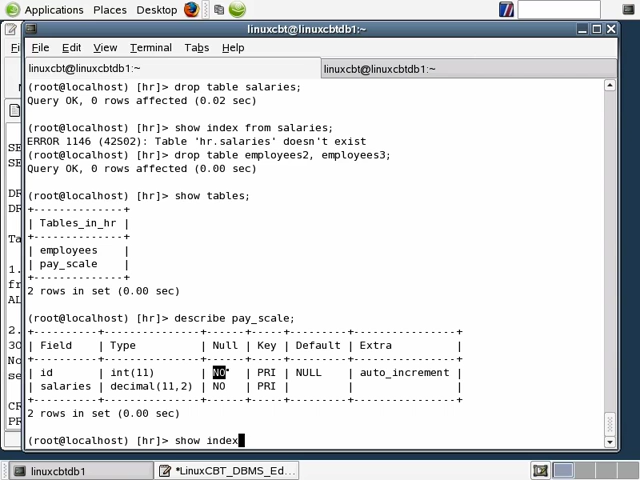 Applications Places Desktop
linuxcbt@linuxcbtdb1:~
File Edit View Terminal Tabs Help
linuxcbt@linuxcbtdb1:~ linuxcbt@linuxcbtdb1:~
(root@localhost) [hr]> drop table salaries;
Query OK, 0 rows affected (0.02 sec)
(root@localhost) [hr]> show index from salaries;
ERROR 1146 (42S02): Table 'hr.salaries' doesn't exist
(root@localhost) [hr]> drop table employees2, employees3;
Query OK, 0 rows affected (0.00 sec)
(root@localhost) [hr]> show tables;
+--------------+
| Tables_in_hr |
+--------------+
| employees    |
| pay_scale    |
+--------------+
2 rows in set (0.00 sec)
(root@localhost) [hr]> describe pay_scale;
+----------+---------------+------+-----+---------+----------------+
| Field    | Type          | Null | Key | Default | Extra          |
+----------+---------------+------+-----+---------+----------------+
| id       | int(11)       | NO   | PRI | NULL    | auto_increment |
| salaries | decimal(11,2) | NO   | PRI |         |                |
+----------+---------------+------+-----+---------+----------------+
2 rows in set (0.00 sec)
(root@localhost) [hr]> show index
linuxcbtdb1 *LinuxCBT_DBMS_Ed...